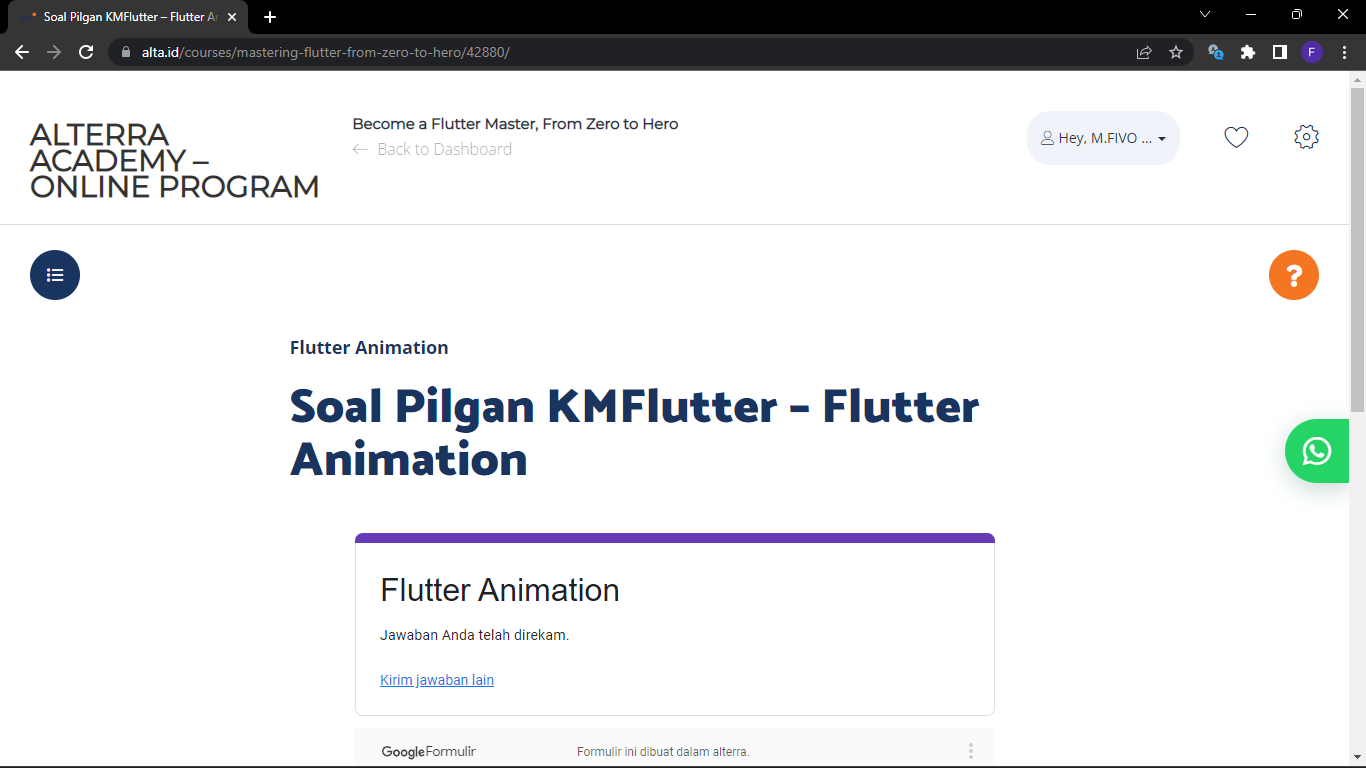 Soal Pilgan KMFlutter – Flutter An
alta.id/courses/mastering-flutter-from-zero-to-hero/42880/
F
ALTERRA
ACADEMY –
ONLINE PROGRAM
Become a Flutter Master, From Zero to Hero
← Back to Dashboard
Hey, M.FIVO ...
?
Flutter Animation
Soal Pilgan KMFlutter – Flutter
Animation
Flutter Animation
Jawaban Anda telah direkam.
Kirim jawaban lain
Google Formulir
Formulir ini dibuat dalam alterra.